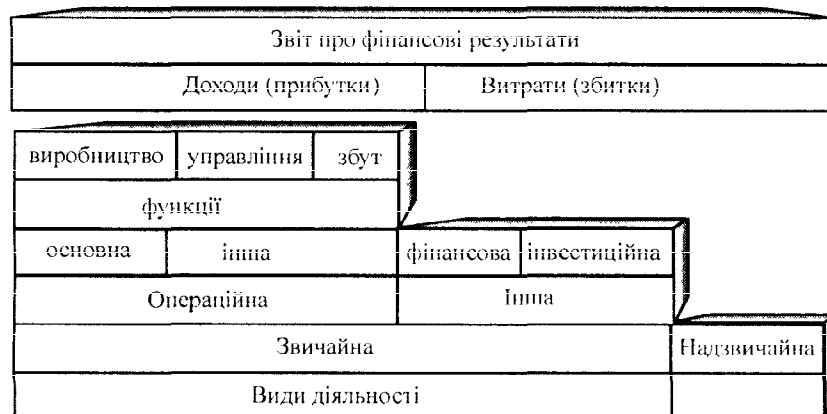 Звіт про фінансові результати
Доходи (прибутки) Витрати (збитки)
виробництво управління збут
функції
основна інша фінансова інвестиційна
Операційна Інша
Звичайна Надзвичайна
Види діяльності